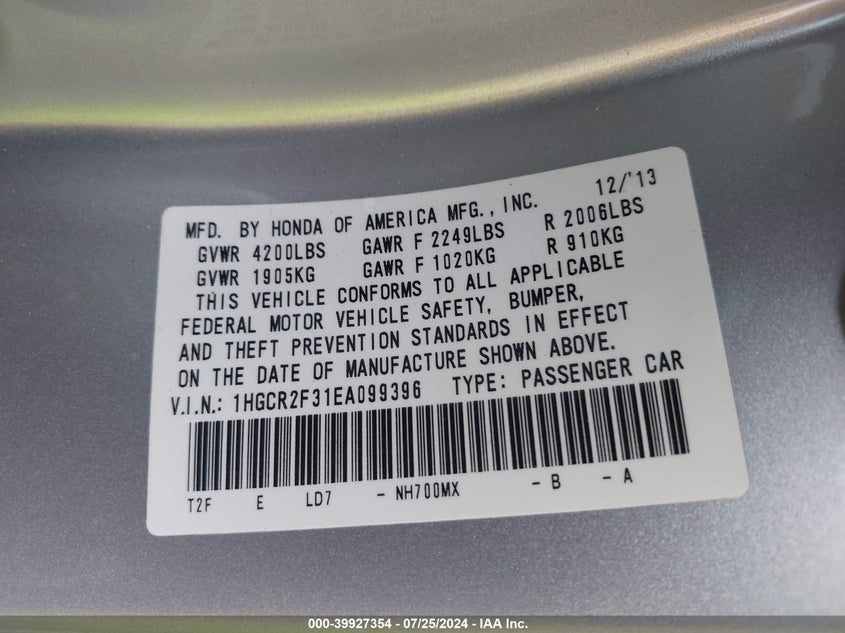 12/'13
MFD. BY HONDA OF AMERICA MFG., INC.
GVWR 4200LBS GAWR F 2249LBS R 2006LBS
GVWR 1905KG GAWR F 1020KG R 910KG
THIS VEHICLE CONFORMS TO ALL APPLICABLE
FEDERAL MOTOR VEHICLE SAFETY, BUMPER,
AND THEFT PREVENTION STANDARDS IN EFFECT
ON THE DATE OF MANUFACTURE SHOWN ABOVE.
V.I.N.: 1HGCR2F31EA099396 TYPE: PASSENGER CAR
T2F E LD7 - NH700MX - B - A
000-39927354 - 07/25/2024 - IAA Inc.